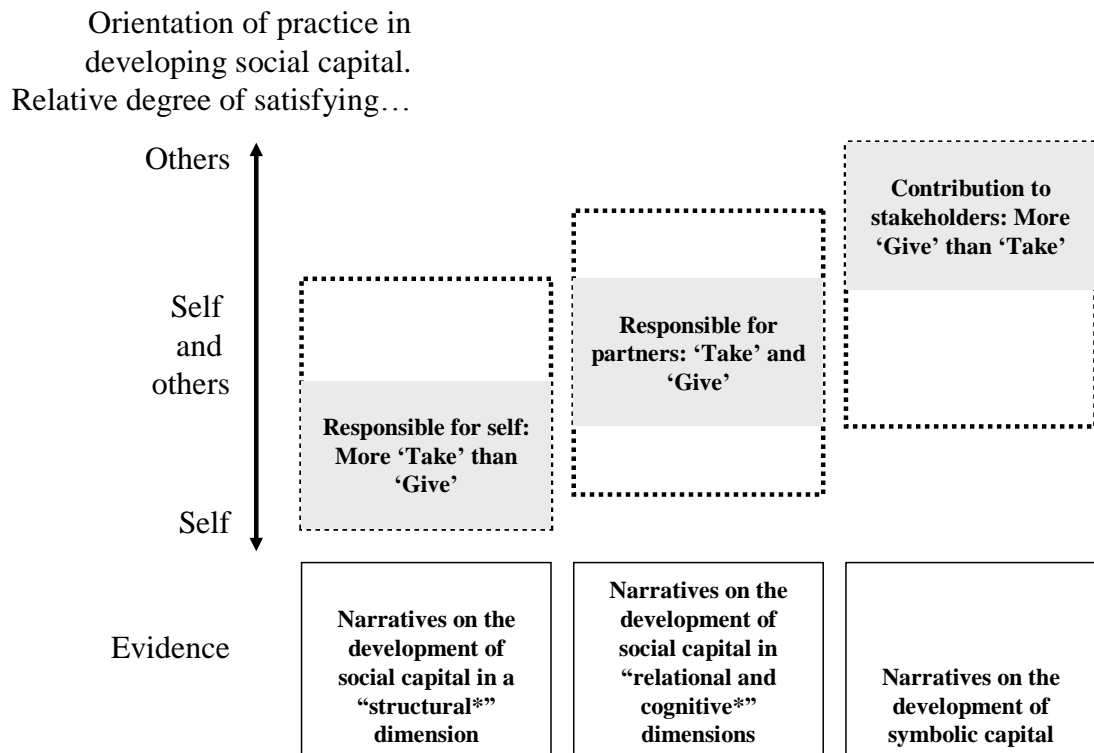 Orientation of practice in
developing social capital.
Relative degree of satisfying…
Others
Self
and
others
Self
Contribution to
stakeholders: More
‘Give’ than ‘Take’
Responsible for
partners: ‘Take’ and
‘Give’
Responsible for self:
More ‘Take’ than
‘Give’
Evidence
Narratives on the
development of
social capital in a
“structural*”
dimension
Narratives on the
development of
social capital in
“relational and
cognitive*”
dimensions
Narratives on the
development of
symbolic capital